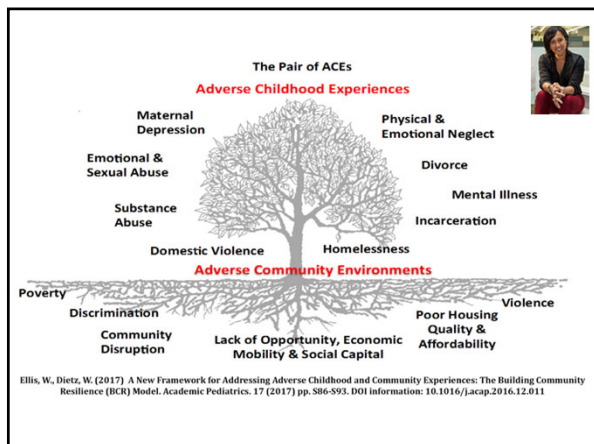 The Pair of ACEs
Adverse Childhood Experiences
Maternal
Depression
Physical &
Emotional Neglect
Emotional &
Sexual Abuse
Divorce
Mental Illness
Substance
Abuse
Incarceration
Domestic Violence
Homelessness
Adverse Community Environments
Poverty
Violence
Discrimination
Poor Housing
Quality &
Affordability
Community
Disruption
Lack of Opportunity, Economic
Mobility & Social Capital
Ellis, W., Dietz, W. (2017) A New Framework for Addressing Adverse Childhood and Community Experiences: The Building Community
Resilience (BCR) Model. Academic Pediatrics. 17 (2017) pp. S86-S93. DOI information: 10.1016/j.acap.2016.12.011